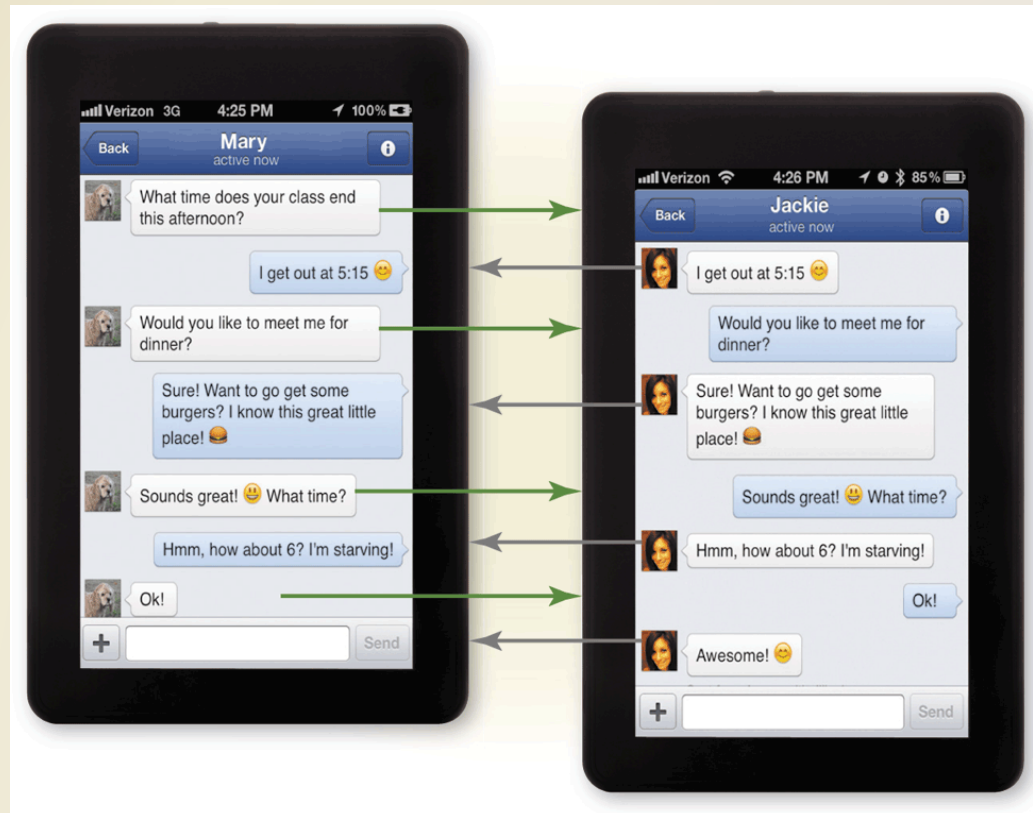 Verizon 3G 4:25 PM 100%
Back
Mary
active now
What time does your class end
this afternoon?
I get out at 5:15 😊
Would you like to meet me for
dinner?
Sure! Want to go get some
burgers? I know this great little
place! 🍔
Sounds great! 😃 What time?
Hmm, how about 6? I'm starving!
Ok!
Send
Verizon 4:26 PM 85%
Back
Jackie
active now
I get out at 5:15 😊
Would you like to meet me for
dinner?
Sure! Want to go get some
burgers? I know this great little
place! 🍔
Sounds great! 😃 What time?
Hmm, how about 6? I'm starving!
Ok!
Awesome! 😊
Send